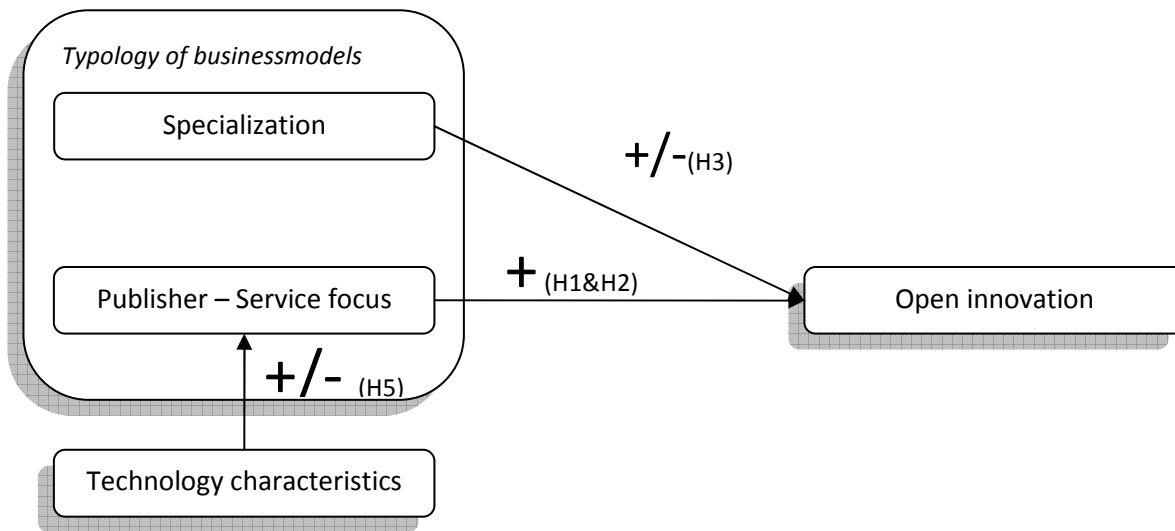 Typology of businessmodels
Specialization
+/-(H3)
Publisher – Service focus
+ (H1&H2)
Open innovation
+/- (H5)
Technology characteristics